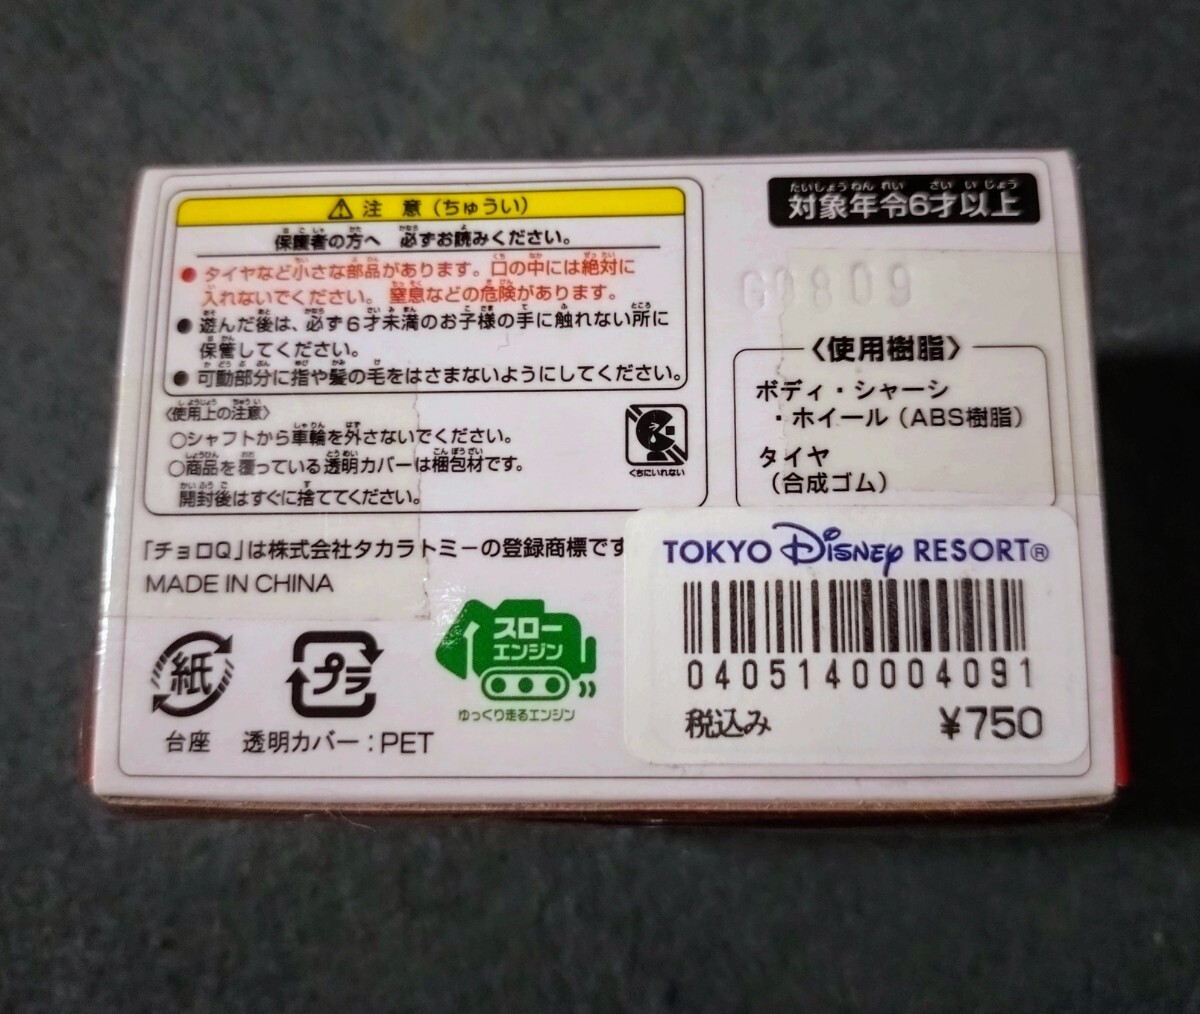 注 意（ちゅうい）
保護者の方へ 必ずお読みください。
● タイヤなど小さな部品があります。口の中には絶対に
入れないでください。窒息などの危険があります。
● 遊んだ後は、必ず6才未満のお子様の手に触れない所に
保管してください。
● 可動部分に指や髪の毛をはさまないようにしてください。
〈使用上の注意〉
○シャフトから車輪を外さないでください。
○商品を覆っている透明カバーは梱包材です。
開封後はすぐに捨ててください。
くちにいれない
たいしょうねんれい さいいじょう
対象年令6才以上
G0809
〈使用樹脂〉
ボディ・シャーシ
・ホイール（ABS樹脂）
タイヤ
（合成ゴム）
「チョロQ」は株式会社タカラトミーの登録商標です
MADE IN CHINA
紙
台座
プラ
透明カバー：PET
スロー
エンジン
ゆっくり走るエンジン
TOKYO Disney RESORT®
0405140004091
税込み ¥750